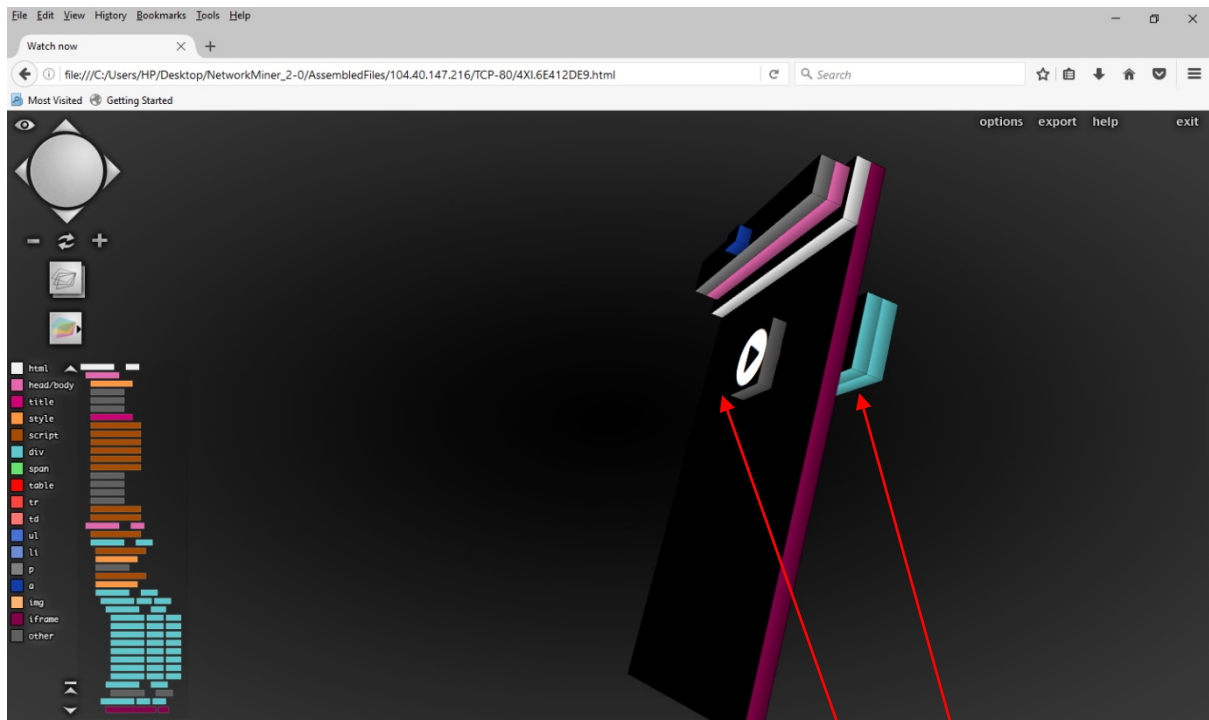 File Edit View History Bookmarks Tools Help
Watch now
file:///C:/Users/HP/Desktop/NetworkMiner_2-0/AssembledFiles/104.40.147.216/TCP-80/4XI.6E412DE9.html
Search
Most Visited Getting Started
options export help exit
html
head/body
title
style
script
div
span
table
tr
td
ul
li
p
a
img
iframe
other